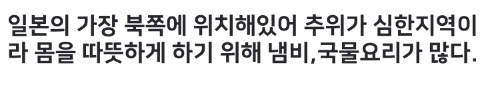 일본의 가장 북쪽에 위치해있어 추위가 심한지역이
라 몸을 따뜻하게 하기 위해 냄비,국물요리가 많다.